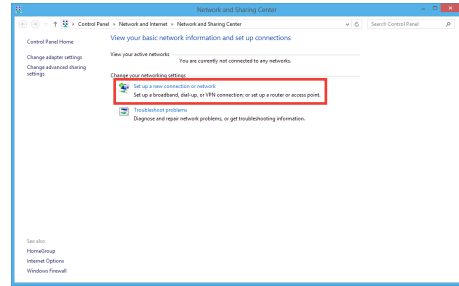 Network and Sharing Center
Control Panel » Network and Internet » Network and Sharing Center
Search Control Panel
Control Panel Home
Change adapter settings
Change advanced sharing
settings
View your basic network information and set up connections
View your active networks
You are currently not connected to any networks.
Change your networking settings
Set up a new connection or network
Set up a broadband, dial-up, or VPN connection; or set up a router or access point.
Troubleshoot problems
Diagnose and repair network problems, or get troubleshooting information.
See also
HomeGroup
Internet Options
Windows Firewall